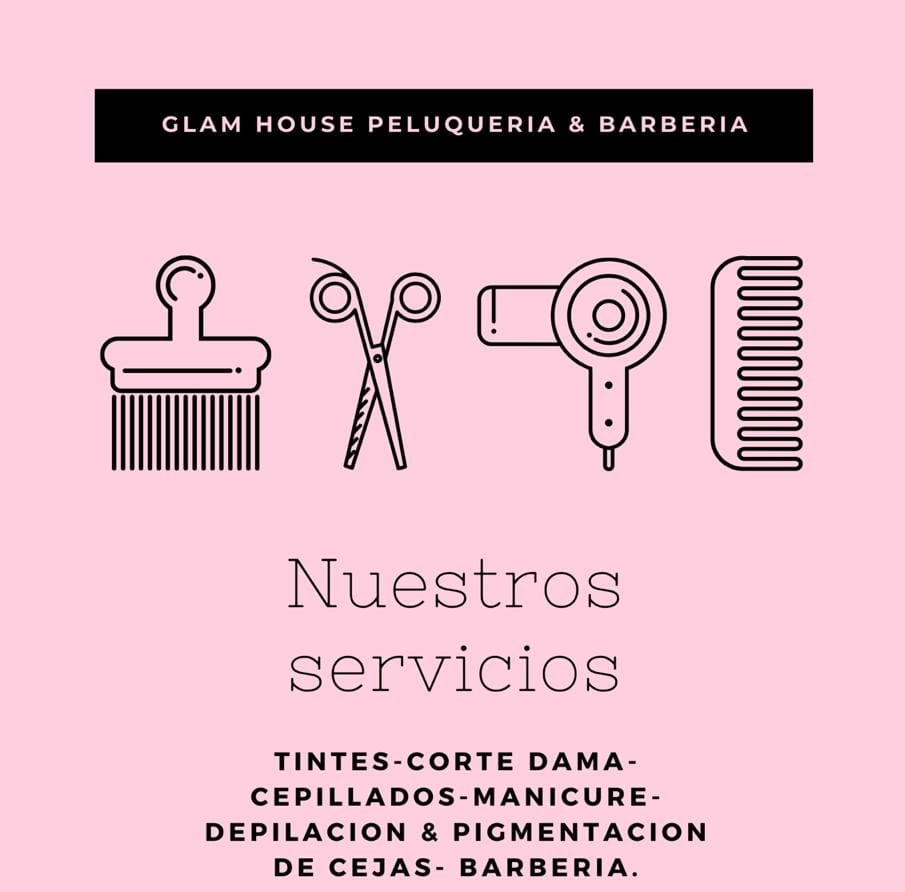 GLAM HOUSE PELUQUERIA & BARBERIA
Nuestros
servicios
TINTES-CORTE DAMA-
CEPILLADOS-MANICURE-
DEPILACION & PIGMENTACION
DE CEJAS- BARBERIA.